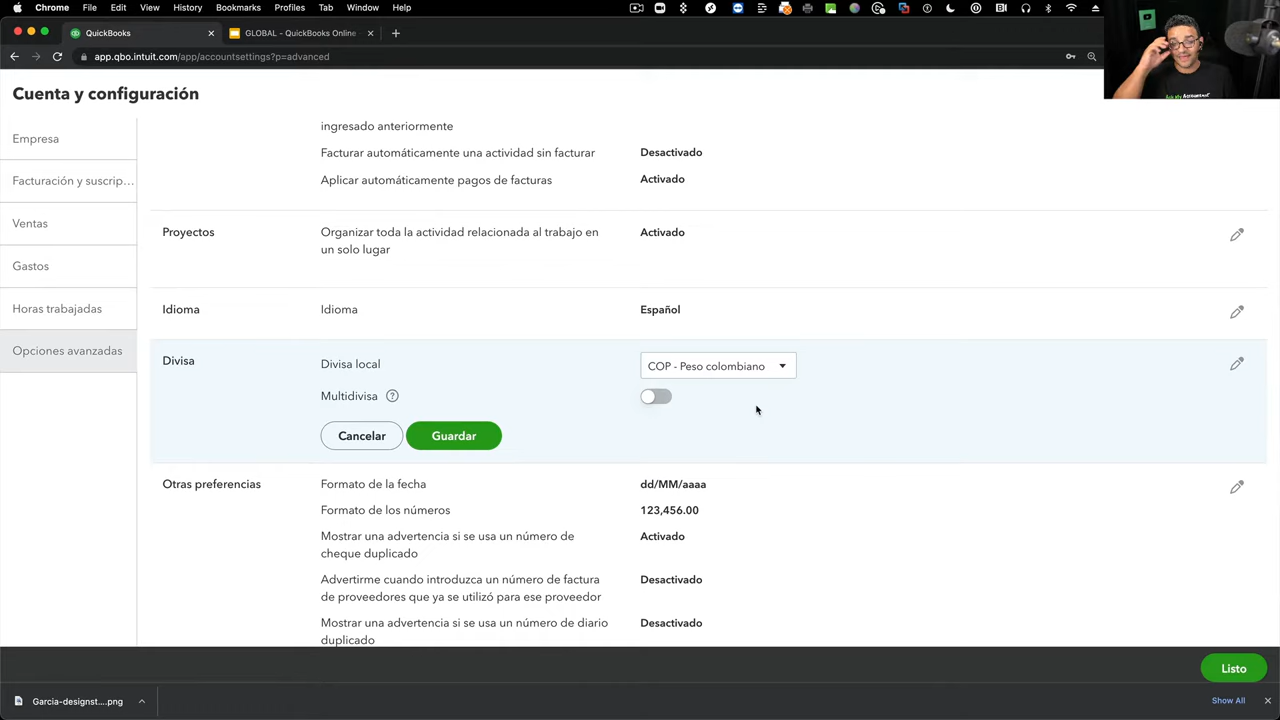 Chrome File Edit View History Bookmarks Profiles Tab Window Help
QuickBooks
GLOBAL - QuickBooks Online
app.qbo.intuit.com/app/accountsettings?p=advanced
Cuenta y configuración
Empresa
Facturación y suscrip...
Ventas
Gastos
Horas trabajadas
Opciones avanzadas
ingresado anteriormente
Facturar automáticamente una actividad sin facturar Desactivado
Aplicar automáticamente pagos de facturas Activado
Proyectos Organizar toda la actividad relacionada al trabajo en Activado
un solo lugar
Idioma Idioma Español
Divisa Divisa local COP - Peso colombiano
Multidivisa ?
Cancelar Guardar
Otras preferencias Formato de la fecha dd/MM/aaaa
Formato de los números 123,456.00
Mostrar una advertencia si se usa un número de Activado
cheque duplicado
Advertirme cuando introduzca un número de factura Desactivado
de proveedores que ya se utilizó para ese proveedor
Mostrar una advertencia si se usa un número de diario Desactivado
duplicado
Listo
Garcia-designst....png
Show All